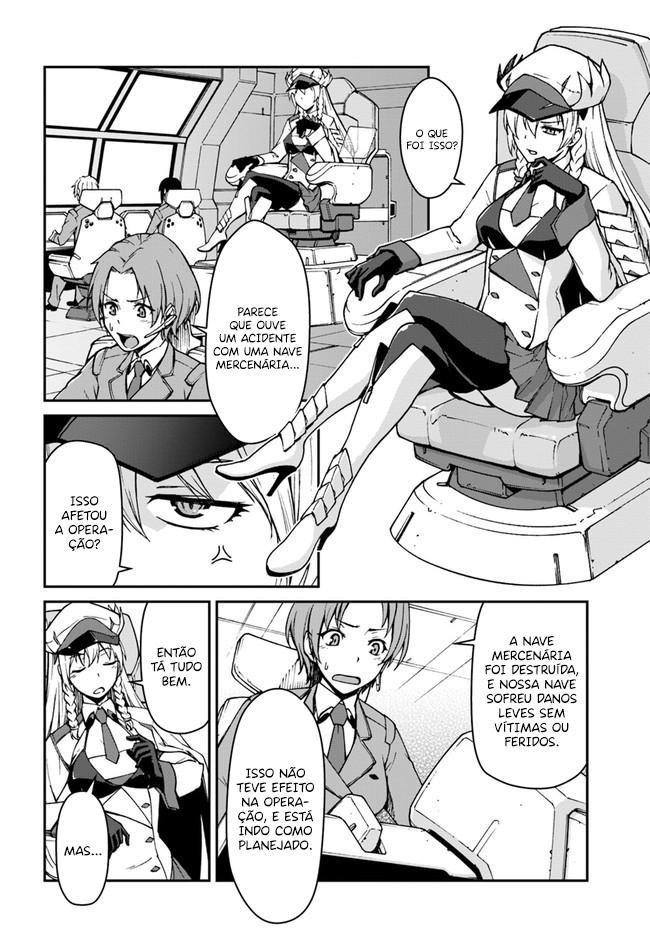 O QUE
FOI ISSO?
PARECE
QUE OUVE
UM ACIDENTE
COM UMA NAVE
MERCENÁRIA...
ISSO
AFETOU
A OPERA-
ÇÃO?
A NAVE
MERCENÁRIA
FOI DESTRUÍDA,
E NOSSA NAVE
SOFREU DANOS
LEVES SEM
VÍTIMAS OU
FERIDOS.
ISSO NÃO
TEVE EFEITO
NA OPERA-
ÇÃO, E ESTÁ
INDO COMO
PLANEJADO.
ENTÃO
TÁ TUDO
BEM.
MAS...